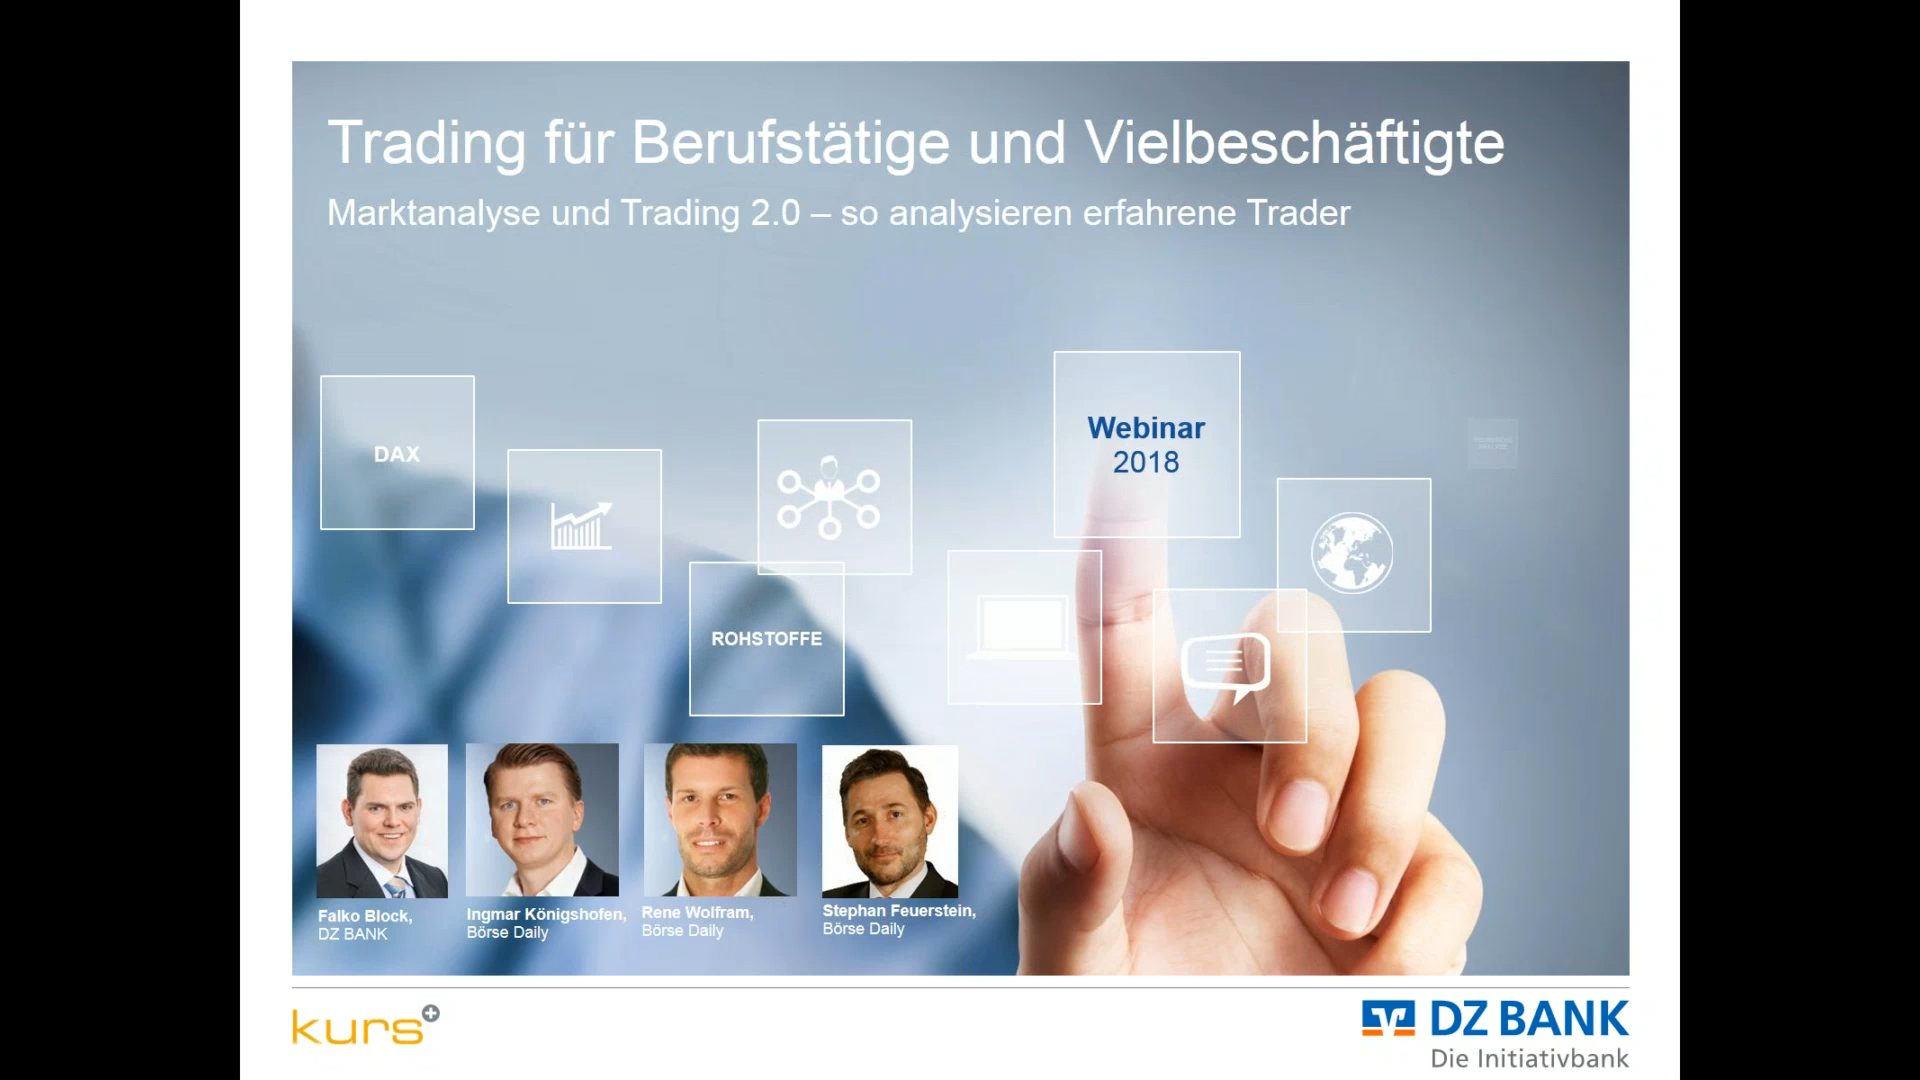 Trading für Berufstätige und Vielbeschäftigte
Marktanalyse und Trading 2.0 – so analysieren erfahrene Trader
DAX
Webinar
2018
ROHSTOFFE
Falko Block,
DZ BANK
Ingmar Königshofen,
Börse Daily
Rene Wolfram,
Börse Daily
Stephan Feuerstein,
Börse Daily
kurs+
DZ BANK
Die Initiativbank